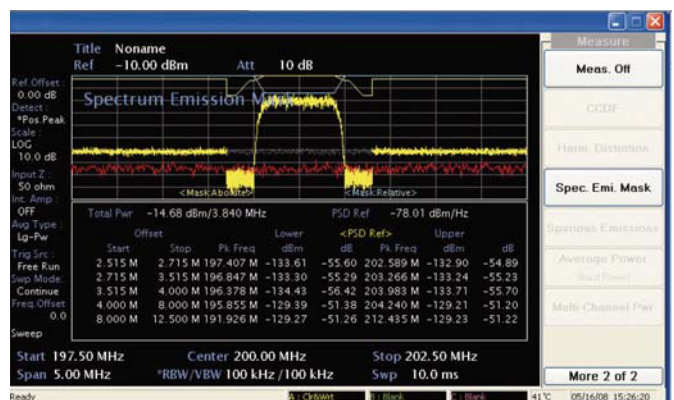 Title Noname
Ref -10.00 dBm Att 10 dB
Measure
Meas. Off
CCDF
Harm. Distortion
Spec. Emi. Mask
Spurious Emissions
Average Power
Multi-Channel Pwr
More 2 of 2
Ref.Offset :
0.00 dB
Detect :
*Pos.Peak
Scale :
LOG
10.0 dB
Input Z :
50 ohm
Int. Amp :
OFF
Avg Type :
Lg-Pw
Trig Src :
Free Run
Swp Mode:
Continue
Freq.Offset
0.0
Sweep
Spectrum Emission Mask
<Mask:Absolute> <Mask:Relative>
Total Pwr -14.68 dBm/3.840 MHz PSD Ref -78.01 dBm/Hz
Offset Lower <PSD Ref> Upper
Start Stop Pk Freq dBm dB Pk Freq dBm dB
2.515 M 2.715 M 197.407 M -133.61 -55.60 202.589 M -132.90 -54.89
2.715 M 3.515 M 196.847 M -133.30 -55.29 203.266 M -133.24 -55.23
3.515 M 4.000 M 196.378 M -134.43 -56.42 203.983 M -133.71 -55.70
4.000 M 8.000 M 195.855 M -129.39 -51.38 204.240 M -129.21 -51.20
8.000 M 12.500 M 191.926 M -129.27 -51.26 212.435 M -129.23 -51.22
Start 197.50 MHz Center 200.00 MHz Stop 202.50 MHz
Span 5.00 MHz *RBW/VBW 100 kHz /100 kHz Swp 10.0 ms
Ready A : Clr&Wrt B : Blank C : Blank 41°C 05/16/08 15:26:20